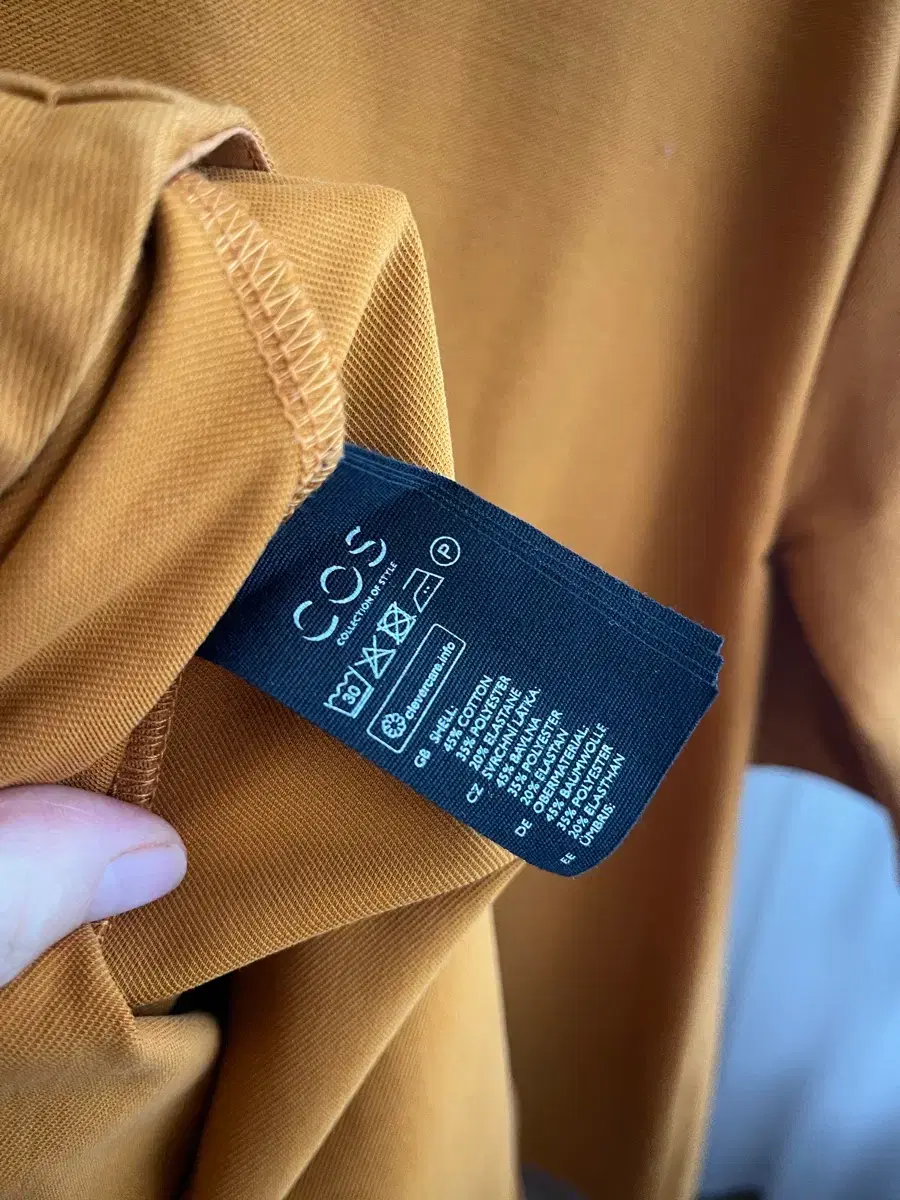 COS
COLLECTION OF STYLE
30
P
clevercare.info
GB SHELL:
45% COTTON
35% POLYESTER
20% ELASTANE
CZ SVRCHNÍ LÁTKA
45% BAVLNA
35% POLYESTER
20% ELASTAN
DE OBERMATERIAL:
45% BAUMWOLLE
35% POLYESTER
20% ELASTHAN
EE ÜMBRIS: